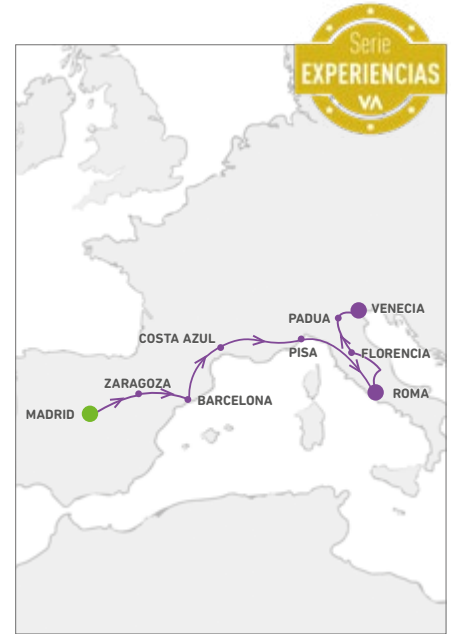 Serie
EXPERIENCIAS
VA
VENECIA
PADUA
COSTA AZUL
PISA
FLORENCIA
ZARAGOZA
BARCELONA
ROMA
MADRID